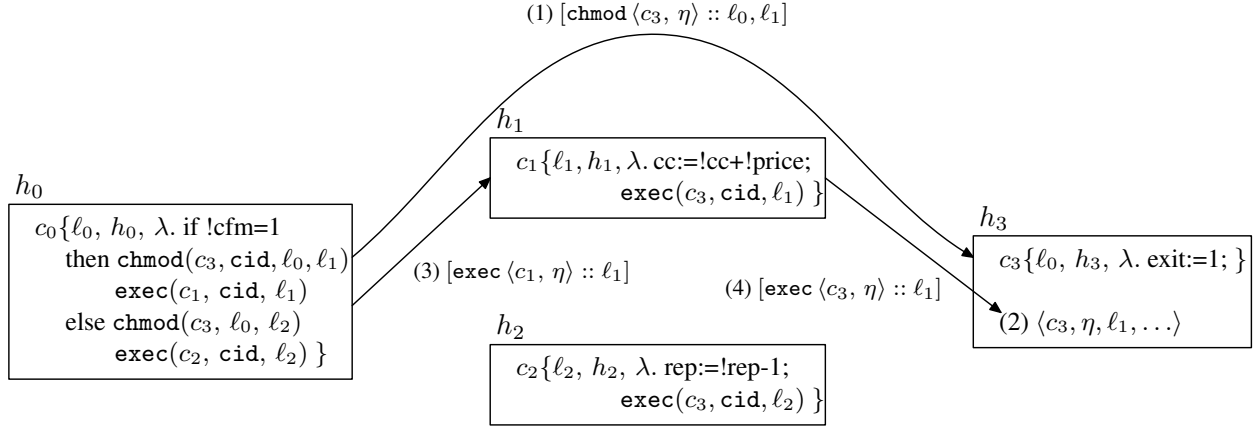 (1) [chmod ⟨c₃, η⟩ :: ℓ₀, ℓ₁]
h₀
c₀{ℓ₀, h₀, λ. if !cfm=1
then chmod(c₃, cid, ℓ₀, ℓ₁)
exec(c₁, cid, ℓ₁)
else chmod(c₃, ℓ₀, ℓ₂)
exec(c₂, cid, ℓ₂) }
h₁
c₁{ℓ₁, h₁, λ. cc:=!cc+!price;
exec(c₃, cid, ℓ₁) }
(3) [exec ⟨c₁, η⟩ :: ℓ₁]
(4) [exec ⟨c₃, η⟩ :: ℓ₁]
h₂
c₂{ℓ₂, h₂, λ. rep:=!rep-1;
exec(c₃, cid, ℓ₂) }
h₃
c₃{ℓ₀, h₃, λ. exit:=1; }
(2) ⟨c₃, η, ℓ₁, …⟩